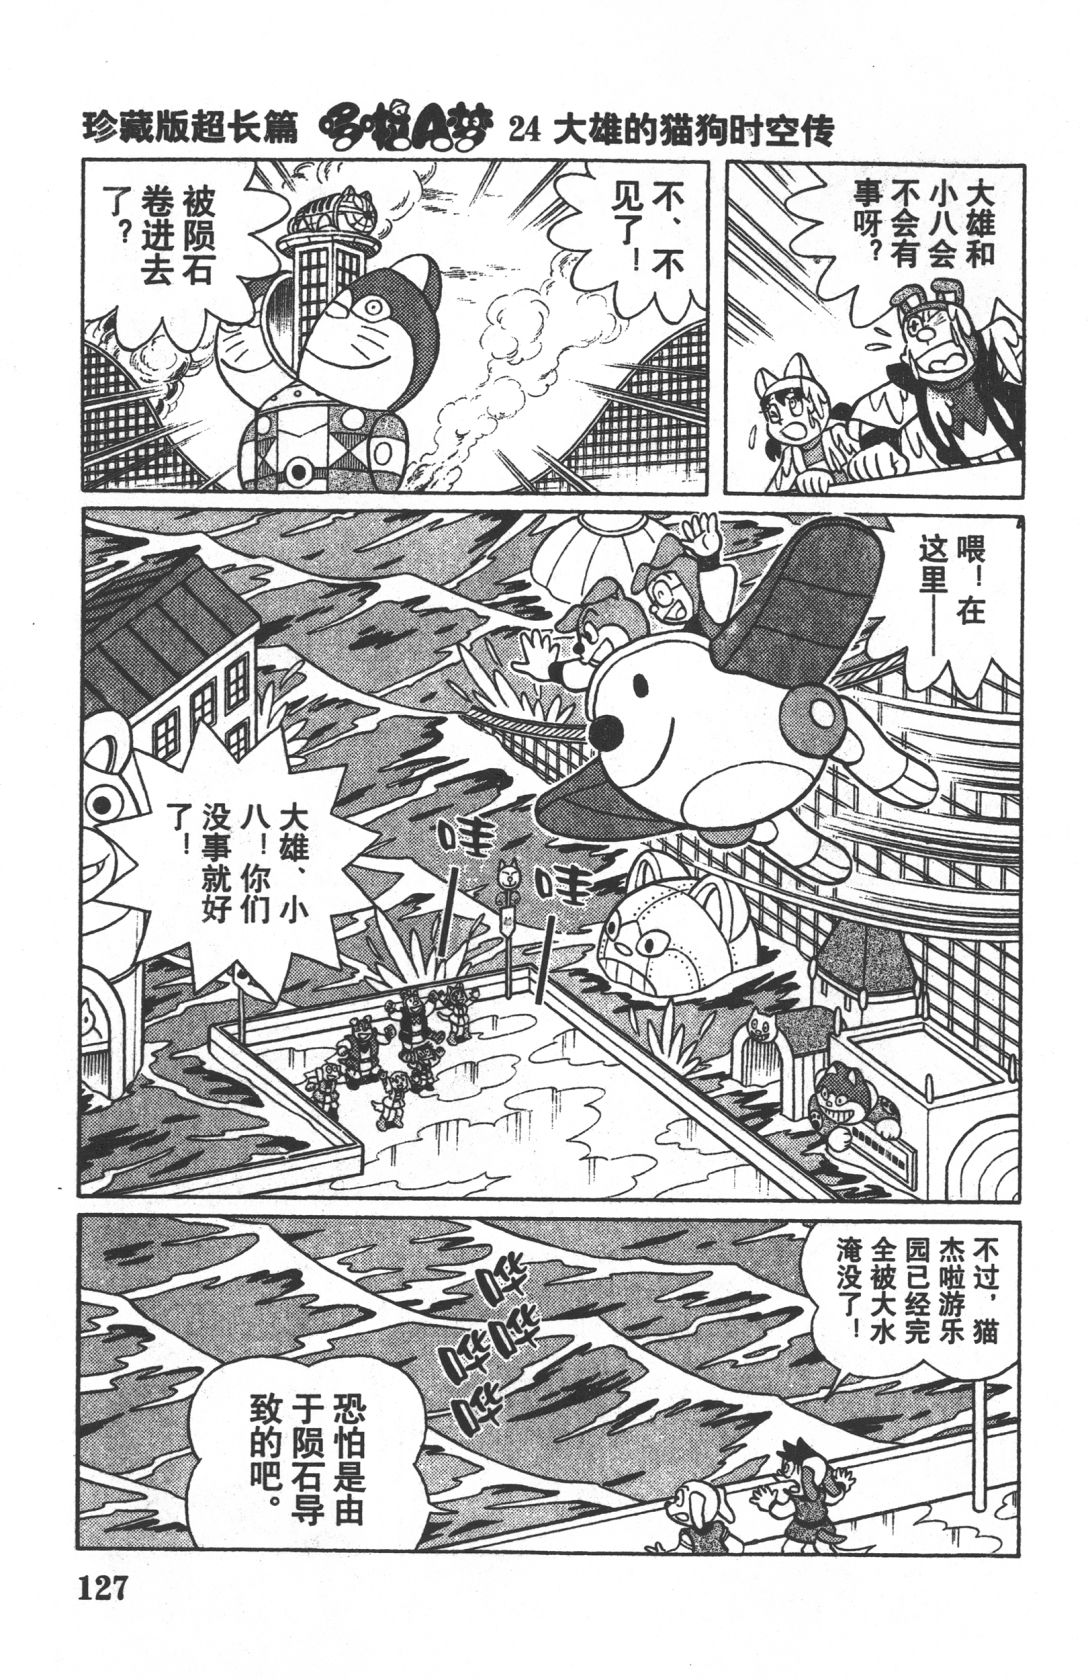 珍藏版超长篇 哆啦A梦 24 大雄的猫狗时空传
大雄和
小八会
不会有
事呀？
不、不
见了！
被陨石
卷进去
了？
喂！在
这里——
大雄、小
八！你们
没事就好
了！
哇
哇
不过，猫
杰啦游乐
园已经完
全被大水
淹没了！
哗
哗
哗
哗
恐怕是由
于陨石导
致的吧。
127